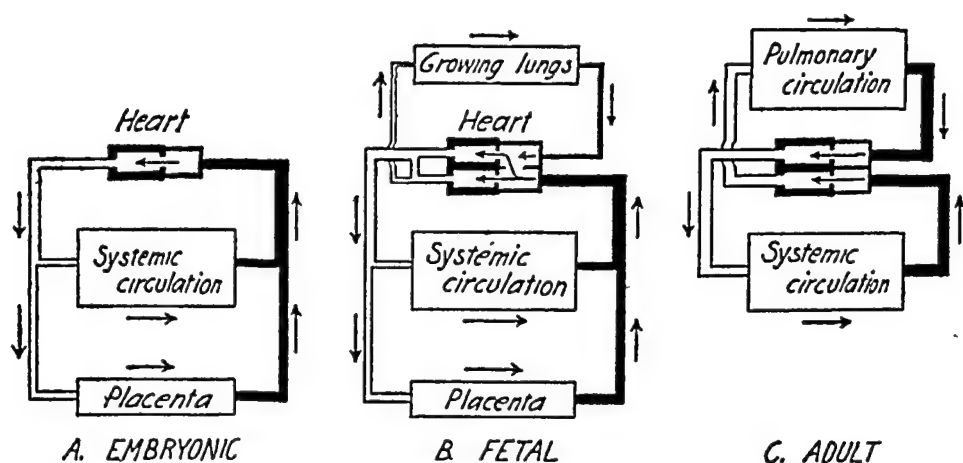 Heart
Systemic
circulation
Placenta
A. EMBRYONIC
Growing lungs
Heart
Systemic
circulation
Placenta
B. FETAL
Pulmonary
circulation
Systemic
circulation
C. ADULT